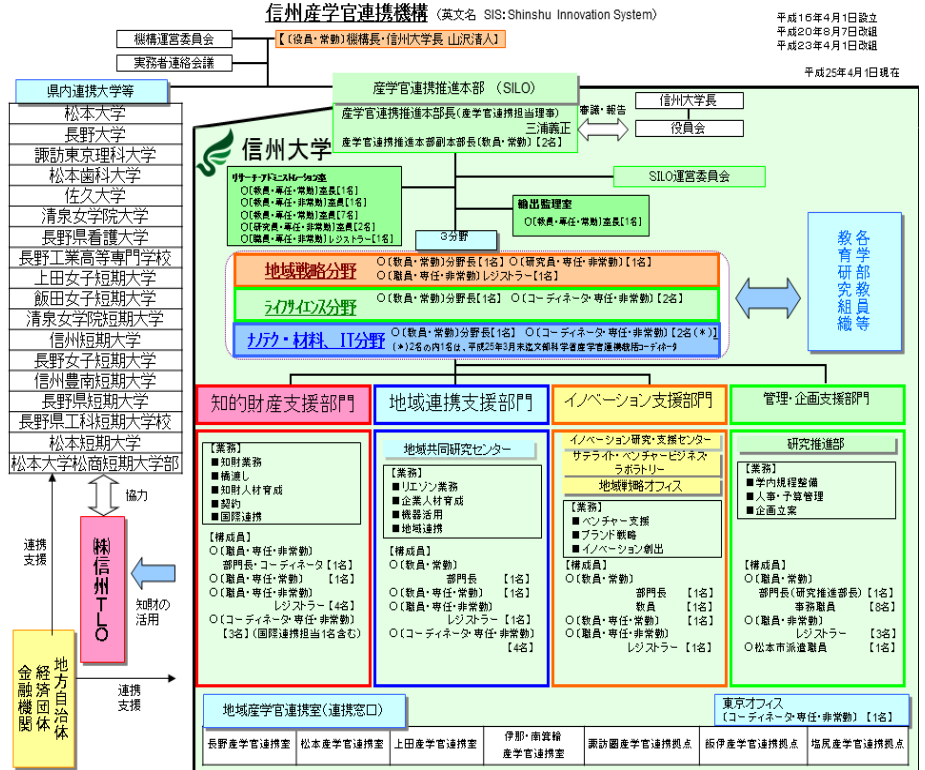 信州産学官連携機構 (英文名 SIS: Shinshu Innovation System)
平成16年4月1日設立
平成20年8月7日改組
平成23年4月1日改組
平成25年4月1日現在
機構運営委員会
【(役員・常勤)機構長・信州大学長 山沢清人】
実務者連絡会議
県内連携大学等
松本大学
長野大学
諏訪東京理科大学
松本歯科大学
佐久大学
清泉女学院大学
長野県看護大学
長野工業高等専門学校
上田女子短期大学
飯田女子短期大学
清泉女学院短期大学
信州短期大学
長野女子短期大学
信州豊南短期大学
長野県短期大学
長野県工科短期大学校
松本短期大学
松本大学松商短期大学部
協力
連携
支援
㈱信州TLO
知財の
活用
地方自治体
経済団体
金融機関
連携
支援
産学官連携推進本部 (SILO)
産学官連携推進本部長(産学官連携担当理事)
三浦義正
産学官連携推進本部副本部長(教員・常勤)【2名】
審議・報告
信州大学長
役員会
信州大学
SILO運営委員会
リサーチ・アドミニストレーション室
○(教員・専任・常勤)室長【1名】
○(教員・専任・非常勤)室員【1名】
○(教員・専任・常勤)室員【7名】
○(研究員・専任・非常勤)室員【2名】
○(職員・専任・非常勤)レジストラー【1名】
輸出監理室
○(教員・専任・常勤)室長【1名】
3分野
地域戦略分野
○(教員・常勤)分野長【1名】 ○(研究員・専任・非常勤)【1名】
○(職員・専任・非常勤)レジストラー【1名】
ライフサイエンス分野
○(教員・常勤)分野長【1名】 ○(コーディネータ・専任・非常勤)【2名】
ナノテク・材料、IT分野
○(教員・常勤)分野長【1名】 ○(コーディネータ・専任・非常勤)【2名(*)】
(*)2名の内1名は、平成25年3月末迄文部科学省産学官連携戦略コーディネータ
各学部教員等
教育研究組織
知的財産支援部門
【業務】
■知財業務
■橋渡し
■知財人材育成
■契約
■国際連携
【構成員】
○(職員・専任・非常勤)
部門長・コーディネータ【1名】
○(職員・専任・常勤) 【1名】
○(職員・専任・非常勤)
レジストラー【4名】
○(コーディネータ・専任・非常勤)
【3名】(国際連携担当1名含む)
地域連携支援部門
地域共同研究センター
【業務】
■リエゾン業務
■企業人材育成
■機器活用
■地域連携
【構成員】
○(教員・常勤)
部門長 【1名】
○(教員・専任・常勤) 【1名】
○(職員・専任・非常勤)
レジストラー【1名】
○(コーディネータ・専任・非常勤)
【4名】
イノベーション支援部門
イノベーション研究・支援センター
サテライト・ベンチャービジネス・
ラボラトリー
地域戦略オフィス
【業務】
■ベンチャー支援
■ブランド戦略
■イノベーション創出
【構成員】
○(教員・常勤)
部門長 【1名】
教員 【1名】
○(教員・専任・常勤) 【1名】
○(職員・専任・非常勤)
レジストラー【1名】
管理・企画支援部門
研究推進部
【業務】
■学内規程整備
■人事・予算管理
■企画立案
【構成員】
○(職員・常勤)
部門長(研究推進部長)【1名】
事務職員 【8名】
○(職員・専任・非常勤)
レジストラー 【3名】
○松本市派遣職員 【1名】
地域産学官連携室(連携窓口)
東京オフィス
(コーディネータ・専任・非常勤) 【1名】
長野産学官連携室
松本産学官連携室
上田産学官連携室
伊那・南箕輪
産学官連携室
諏訪圏産学官連携拠点
飯伊産学官連携拠点
塩尻産学官連携拠点